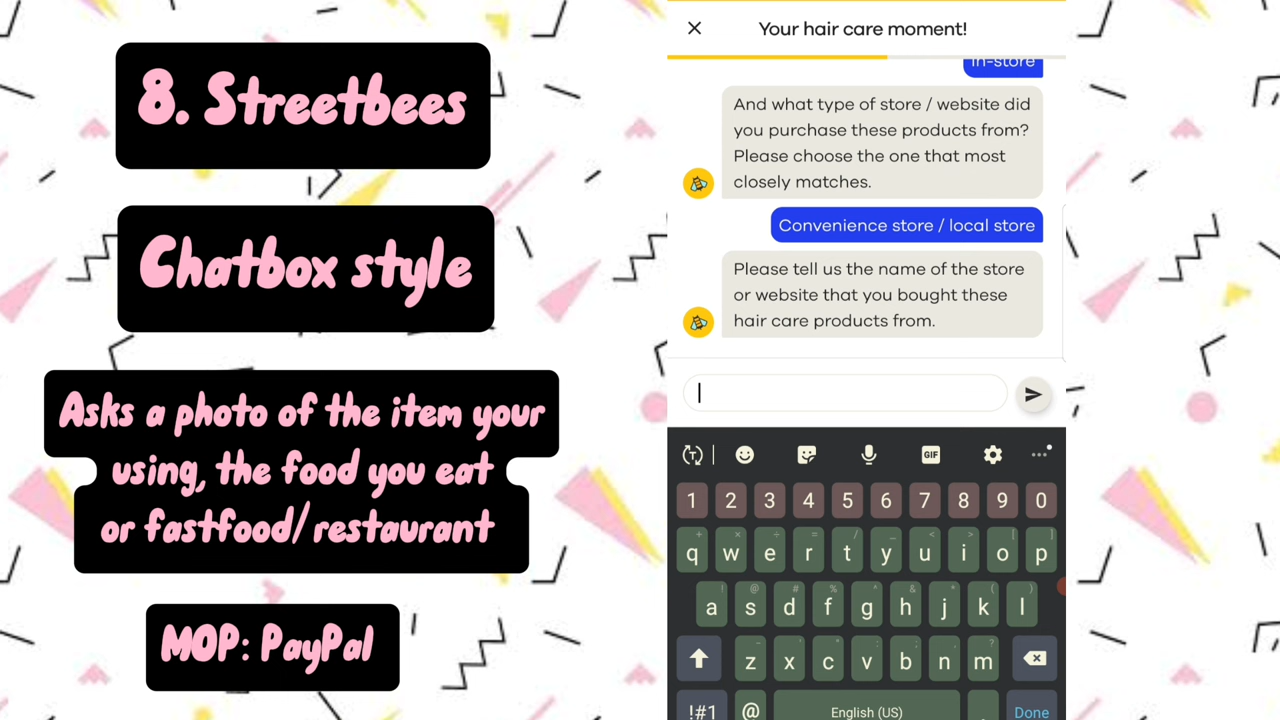 8. Streetbees
Chatbox style
Asks a photo of the item your
using, the food you eat
or fastfood/restaurant
MOP: PayPal
Your hair care moment!
In-store
And what type of store / website did
you purchase these products from?
Please choose the one that most
closely matches.
Convenience store / local store
Please tell us the name of the store
or website that you bought these
hair care products from.
GIF
1 2 3 4 5 6 7 8 9 0
q w e r t y u i o p
a s d f g h j k l
z x c v b n m
!#1 @ English (US) . Done